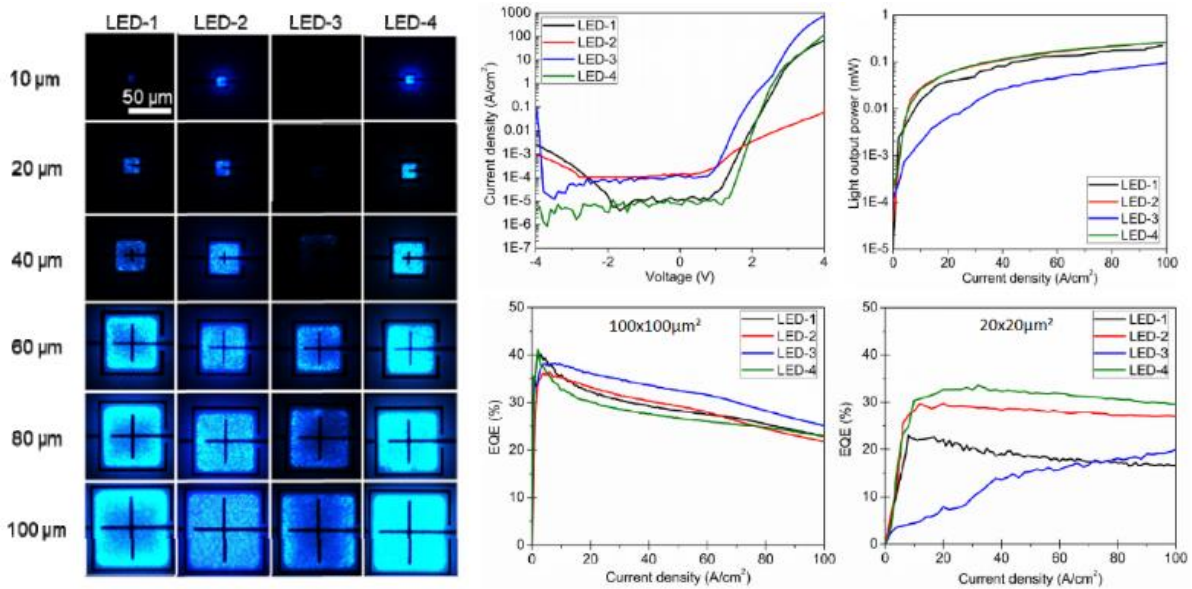 LED-1 LED-2 LED-3 LED-4
10 µm
50 µm
20 µm
40 µm
60 µm
80 µm
100 µm
1000
100
10
1
0.1
0.01
1E-3
1E-4
1E-5
1E-6
1E-7
LED-1
LED-2
LED-3
LED-4
-4 -2 0 2 4
Current density (A/cm²)
Voltage (V)
10
1
0.1
0.01
1E-3
1E-4
1E-5
LED-1
LED-2
LED-3
LED-4
0 20 40 60 80 100
Light output power (mW)
Current density (A/cm²)
50
40
30
20
10
0
100x100µm²
LED-1
LED-2
LED-3
LED-4
0 20 40 60 80 100
EQE (%)
Current density (A/cm²)
50
40
30
20
10
0
20x20µm²
LED-1
LED-2
LED-3
LED-4
0 20 40 60 80 100
EQE (%)
Current density (A/cm²)